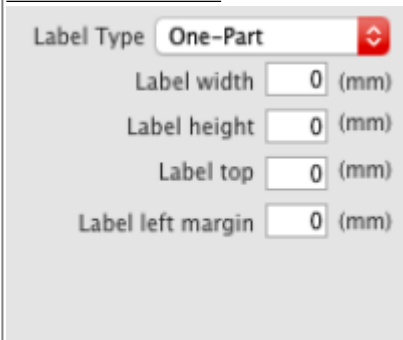 Label Type One-Part
Label width 0 (mm)
Label height 0 (mm)
Label top 0 (mm)
Label left margin 0 (mm)